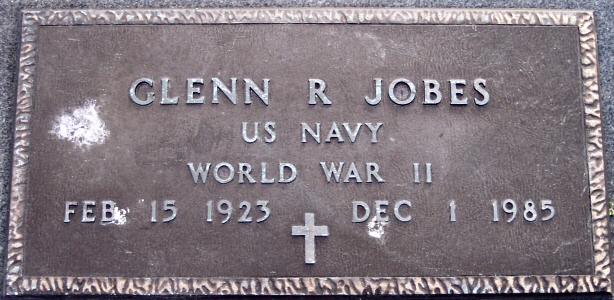 GLENN R JOBES
US NAVY
WORLD WAR II
FEB 15 1923 DEC 1 1985